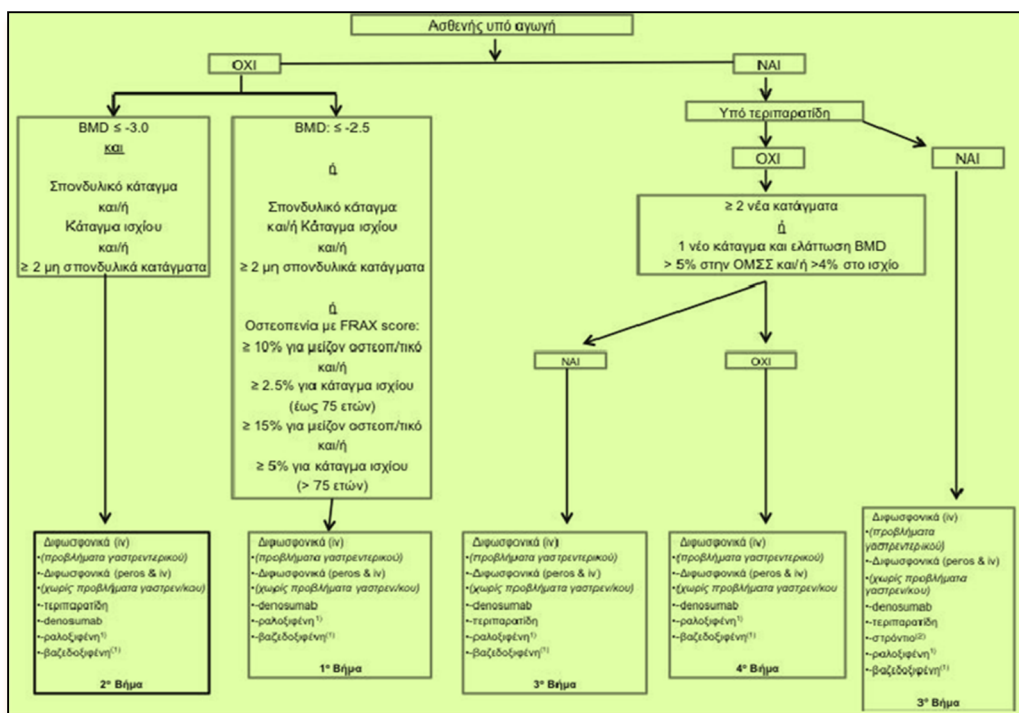 Ασθενής υπό αγωγή
ΟΧΙ
ΝΑΙ
BMD ≤ -3.0
και
Σπονδυλικό κάταγμα
και/ή
Κάταγμα ισχίου
και/ή
≥ 2 μη σπονδυλικά κατάγματα
BMD: ≤ -2.5
ή
Σπονδυλικό κάταγμα
και/ή Κάταγμα ισχίου
και/ή
≥ 2 μη σπονδυλικά κατάγματα
ή
Οστεοπενία με FRAX score:
≥ 10% για μείζον οστεοπ/τικό
και/ή
≥ 2.5% για κάταγμα ισχίου
(έως 75 ετών)
≥ 15% για μείζον οστεοπ/τικό
και/ή
≥ 5% για κάταγμα ισχίου
(> 75 ετών)
Υπό τεριπαρατίδη
ΟΧΙ
ΝΑΙ
≥ 2 νέα κατάγματα
ή
1 νέο κάταγμα και ελάττωση BMD
> 5% στην ΟΜΣΣ και/ή >4% στο ισχίο
ΝΑΙ
ΟΧΙ
Διφωσφονικά (iv)
•(προβλήματα γαστρεντερικού)
•-Διφωσφονικά (peros & iv)
•(χωρίς προβλήματα γαστρεν/κου)
•-τεριπαρατίδη
•-denosumab
•-ραλοξιφένη¹⁾
•-βαζεδοξιφένη⁽¹⁾
2º Βήμα
Διφωσφονικά (iv)
•(προβλήματα γαστρεντερικού)
•-Διφωσφονικά (peros & iv)
•(χωρίς προβλήματα γαστρεν/κου)
•-denosumab
•-ραλοξιφένη¹⁾
•-βαζεδοξιφένη⁽¹⁾
1º Βήμα
Διφωσφονικά (iv)
•(προβλήματα γαστρεντερικού)
•-Διφωσφονικά (peros & iv)
•(χωρίς προβλήματα γαστρεν/κου)
•-denosumab
•-τεριπαρατίδη
•-ραλοξιφένη¹⁾
•-βαζεδοξιφένη⁽¹⁾
3º Βήμα
Διφωσφονικά (iv)
•(προβλήματα γαστρεντερικού)
•-Διφωσφονικά (peros & iv)
•(χωρίς προβλήματα γαστρεν/κου
•-denosumab
•-ραλοξιφένη¹⁾
•-βαζεδοξιφένη⁽¹⁾
4º Βήμα
Διφωσφονικά (iv)
•(προβλήματα
γαστρεντερικού)
•-Διφωσφονικά (peros & iv)
•(χωρίς προβλήματα
γαστρεν/κου)
•-denosumab
•-τεριπαρατίδη
•-στρόντιο⁽²⁾
•-ραλοξιφένη¹⁾
•-βαζεδοξιφένη⁽¹⁾
3º Βήμα